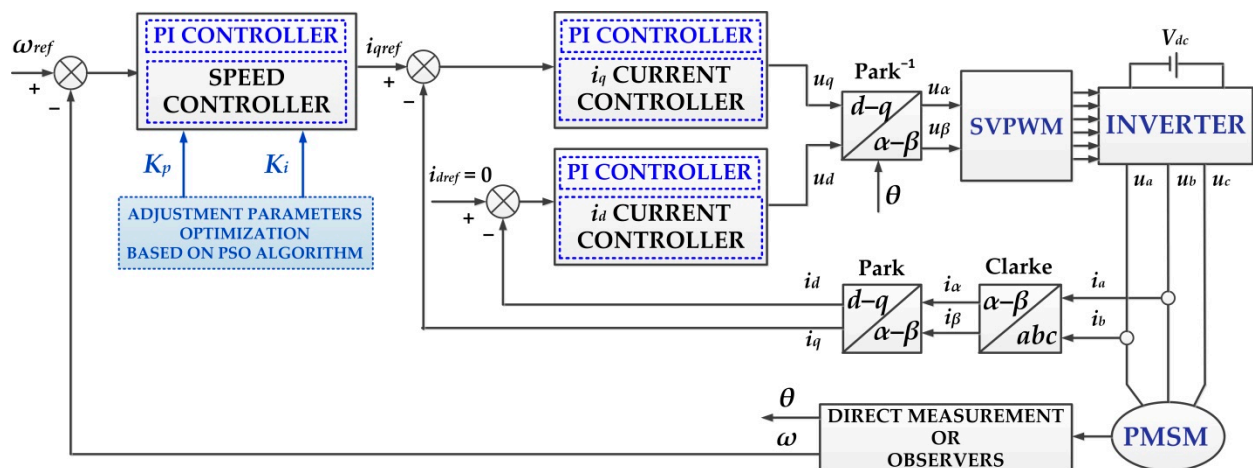 ωref
+
−
PI CONTROLLER
SPEED
CONTROLLER
Kp
Ki
ADJUSTMENT PARAMETERS
OPTIMIZATION
BASED ON PSO ALGORITHM
iqref
+
−
PI CONTROLLER
iq CURRENT
CONTROLLER
idref = 0
+
−
PI CONTROLLER
id CURRENT
CONTROLLER
uq
ud
Park⁻¹
d−q
α−β
θ
uα
uβ
SVPWM
Vdc
INVERTER
ua
ub
uc
Park
d−q
α−β
id
iq
iα
iβ
Clarke
α−β
abc
ia
ib
θ
ω
DIRECT MEASUREMENT
OR
OBSERVERS
PMSM